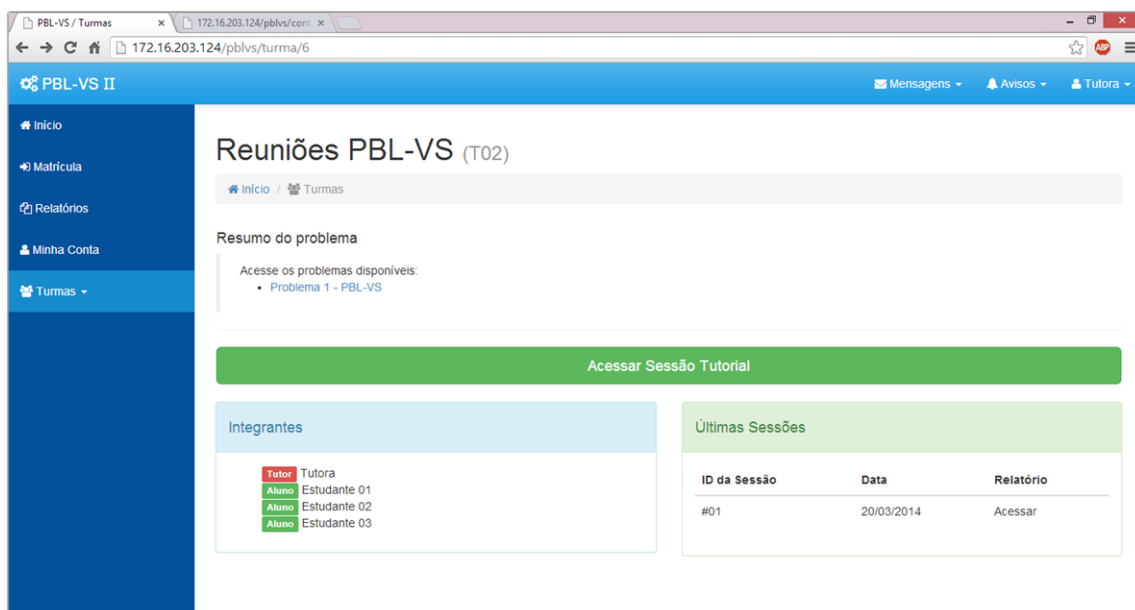 PBL-VS / Turmas
172.16.203.124/pblvs/cont
172.16.203.124/pblvs/turma/6
ABP
PBL-VS II
Mensagens
Avisos
Tutora
Início
Matrícula
Relatórios
Minha Conta
Turmas
Reuniões PBL-VS (T02)
Início / Turmas
Resumo do problema
Acesse os problemas disponíveis:
• Problema 1 - PBL-VS
Acessar Sessão Tutorial
Integrantes
Tutor Tutora
Aluno Estudante 01
Aluno Estudante 02
Aluno Estudante 03
Últimas Sessões
ID da Sessão Data Relatório
#01 20/03/2014 Acessar